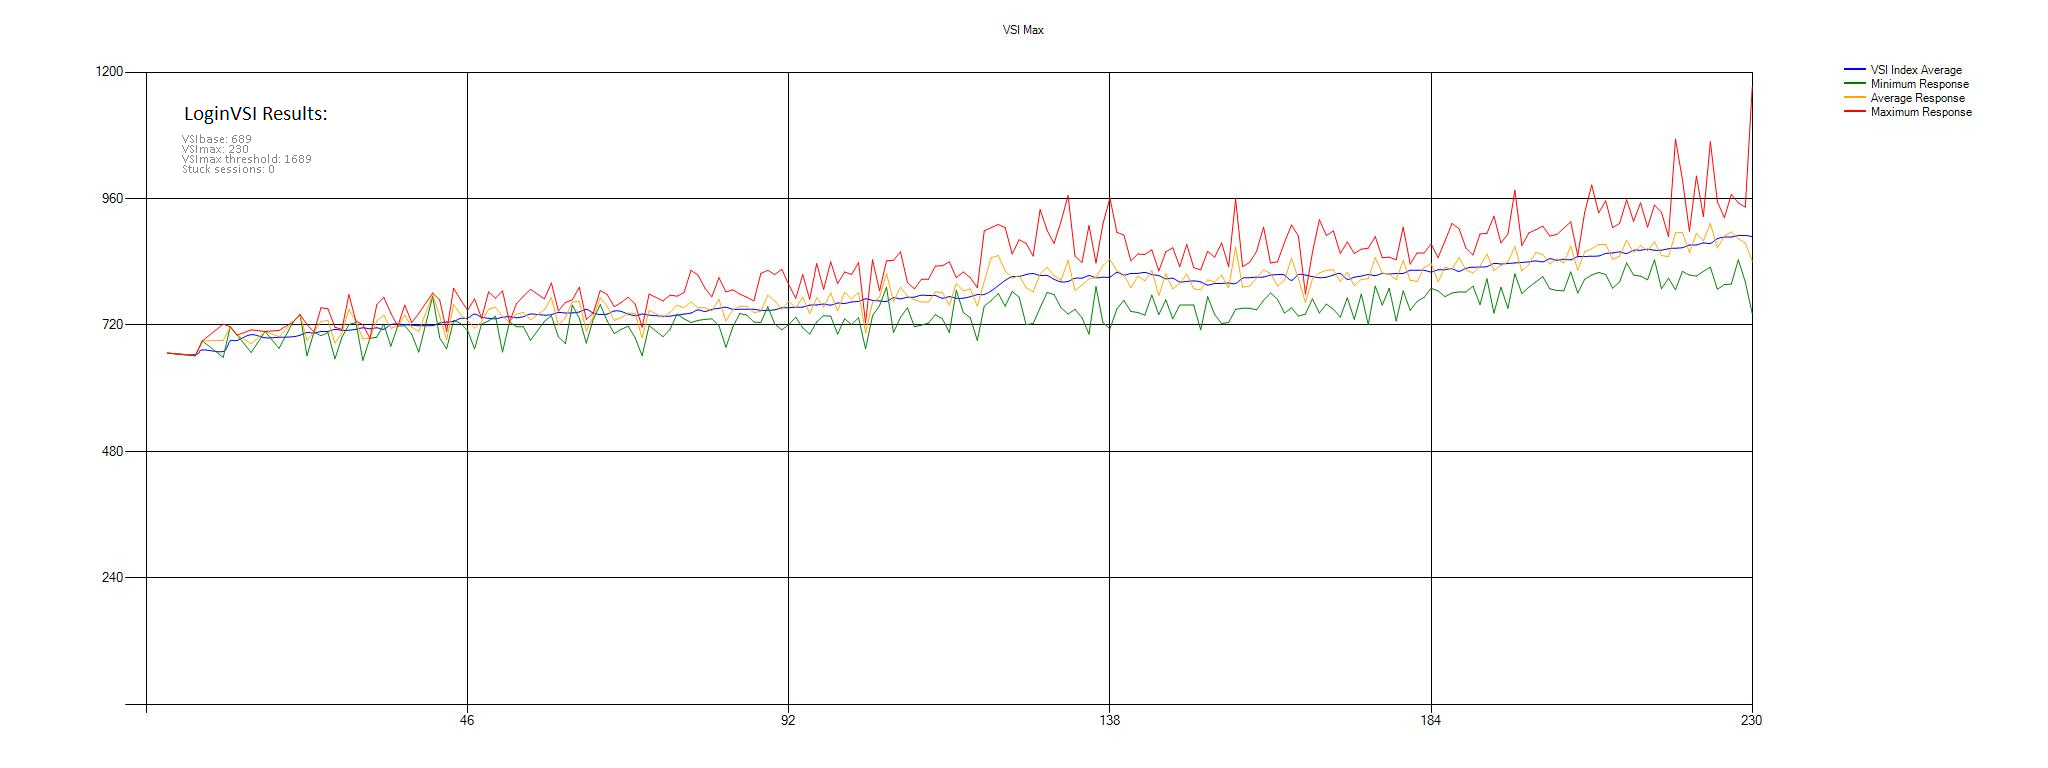 VSI Max
1200
960
720
480
240
46
92
138
184
230
LoginVSI Results:
VSIbase: 689
VSImax: 230
VSImax threshold: 1689
Stuck sessions: 0
VSI Index Average
Minimum Response
Average Response
Maximum Response